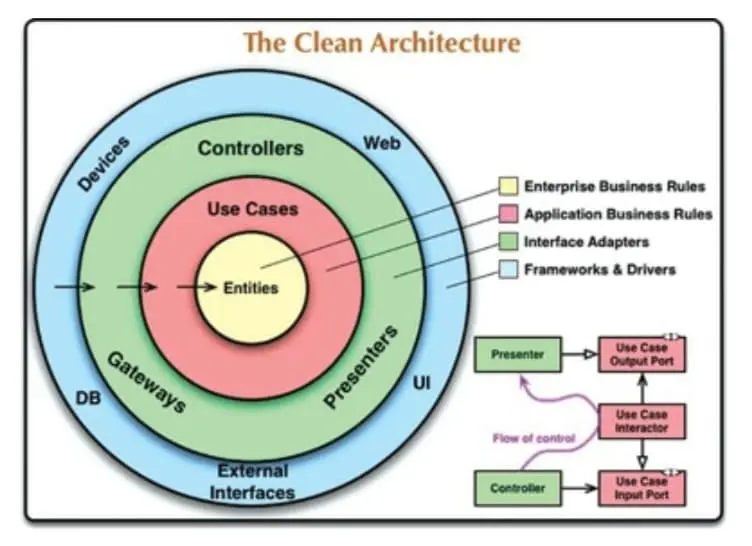 The Clean Architecture
Devices
Controllers
Web
Use Cases
Entities
Gateways
Presenters
DB
UI
External
Interfaces
Enterprise Business Rules
Application Business Rules
Interface Adapters
Frameworks & Drivers
Presenter
Use Case
Output Port
Flow of control
Use Case
Interactor
Controller
Use Case
Input Port